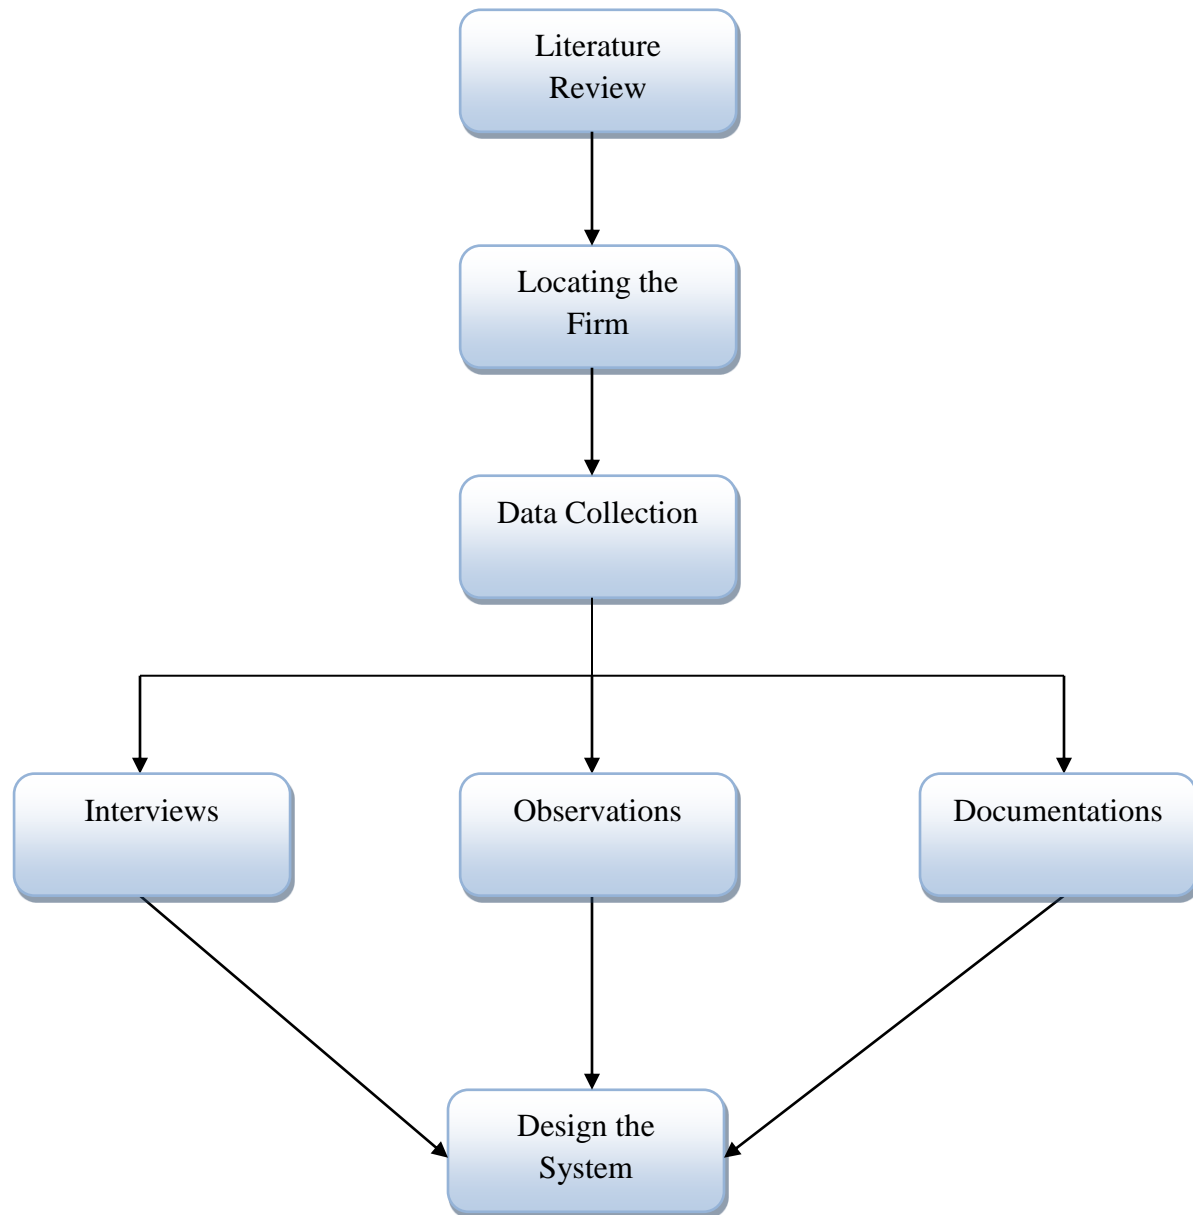 Literature
Review
Locating the
Firm
Data Collection
Interviews
Observations
Documentations
Design the
System